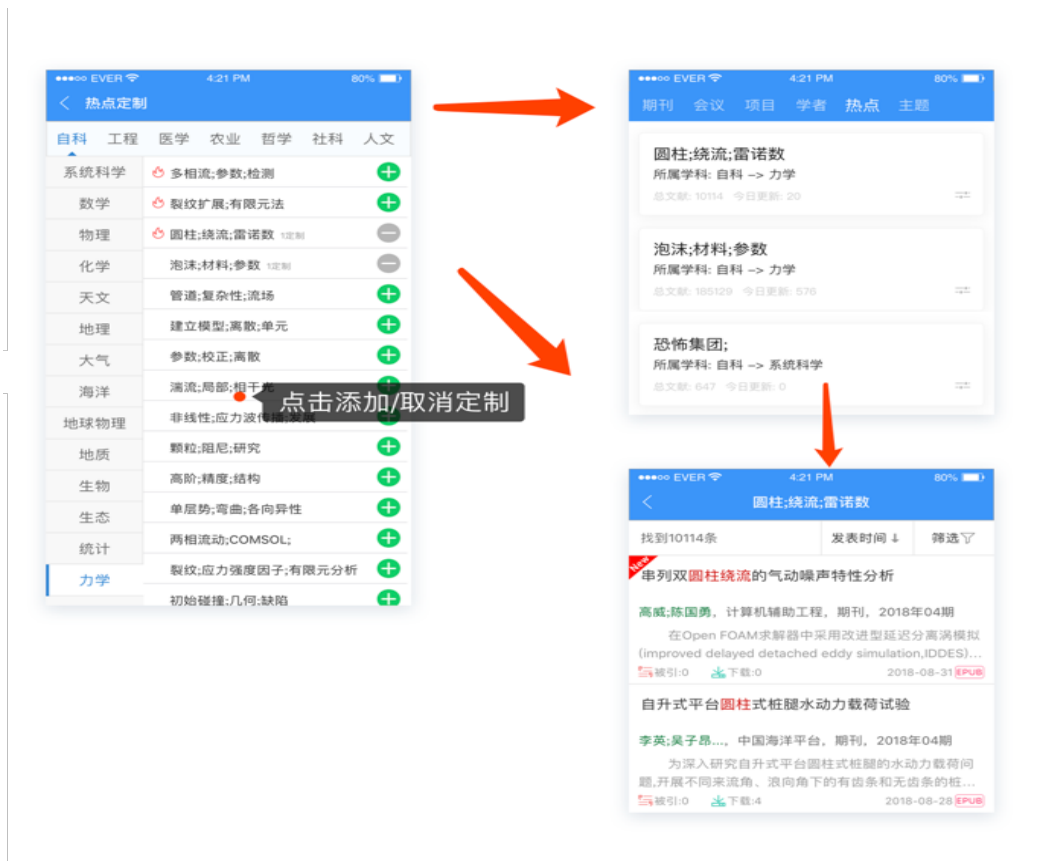 EVER 4:21 PM 80%
热点定制
自科 工程 医学 农业 哲学 社科 人文
系统科学
数学
物理
化学
天文
地理
大气
海洋
地球物理
地质
生物
生态
统计
力学
多相流;参数;检测
裂纹扩展;有限元法
圆柱;绕流;雷诺数 1定制
泡沫;材料;参数 1定制
管道;复杂性;流场
建立模型;离散;单元
参数;校正;离散
湍流;局部;相干光
非线性;应力波传播;发展
颗粒;阻尼;研究
高阶;精度;结构
单层势;弯曲;各向异性
两相流动;COMSOL;
裂纹;应力强度因子;有限元分析
初始碰撞;几何;缺陷
点击添加/取消定制
EVER 4:21 PM 80%
期刊 会议 项目 学者 热点 主题
圆柱;绕流;雷诺数
所属学科: 自科 –> 力学
总文献: 10114 今日更新: 20
泡沫;材料;参数
所属学科: 自科 –> 力学
总文献: 185129 今日更新: 576
恐怖集团;
所属学科: 自科 –> 系统科学
总文献: 647 今日更新: 0
EVER 4:21 PM 80%
圆柱;绕流;雷诺数
找到10114条 发表时间↓ 筛选
New
串列双圆柱绕流的气动噪声特性分析
高威;陈国勇, 计算机辅助工程, 期刊, 2018年04期
在Open FOAM求解器中采用改进型延迟分离涡模拟
(improved delayed detached eddy simulation,IDDES)...
被引:0 下载:0 2018-08-31 EPUB
自升式平台圆柱式桩腿水动力载荷试验
李英;吴子昂..., 中国海洋平台, 期刊, 2018年04期
为深入研究自升式平台圆柱式桩腿的水动力载荷问
题,开展不同来流角、浪向角下的有齿条和无齿条的桩...
被引:0 下载:4 2018-08-28 EPUB